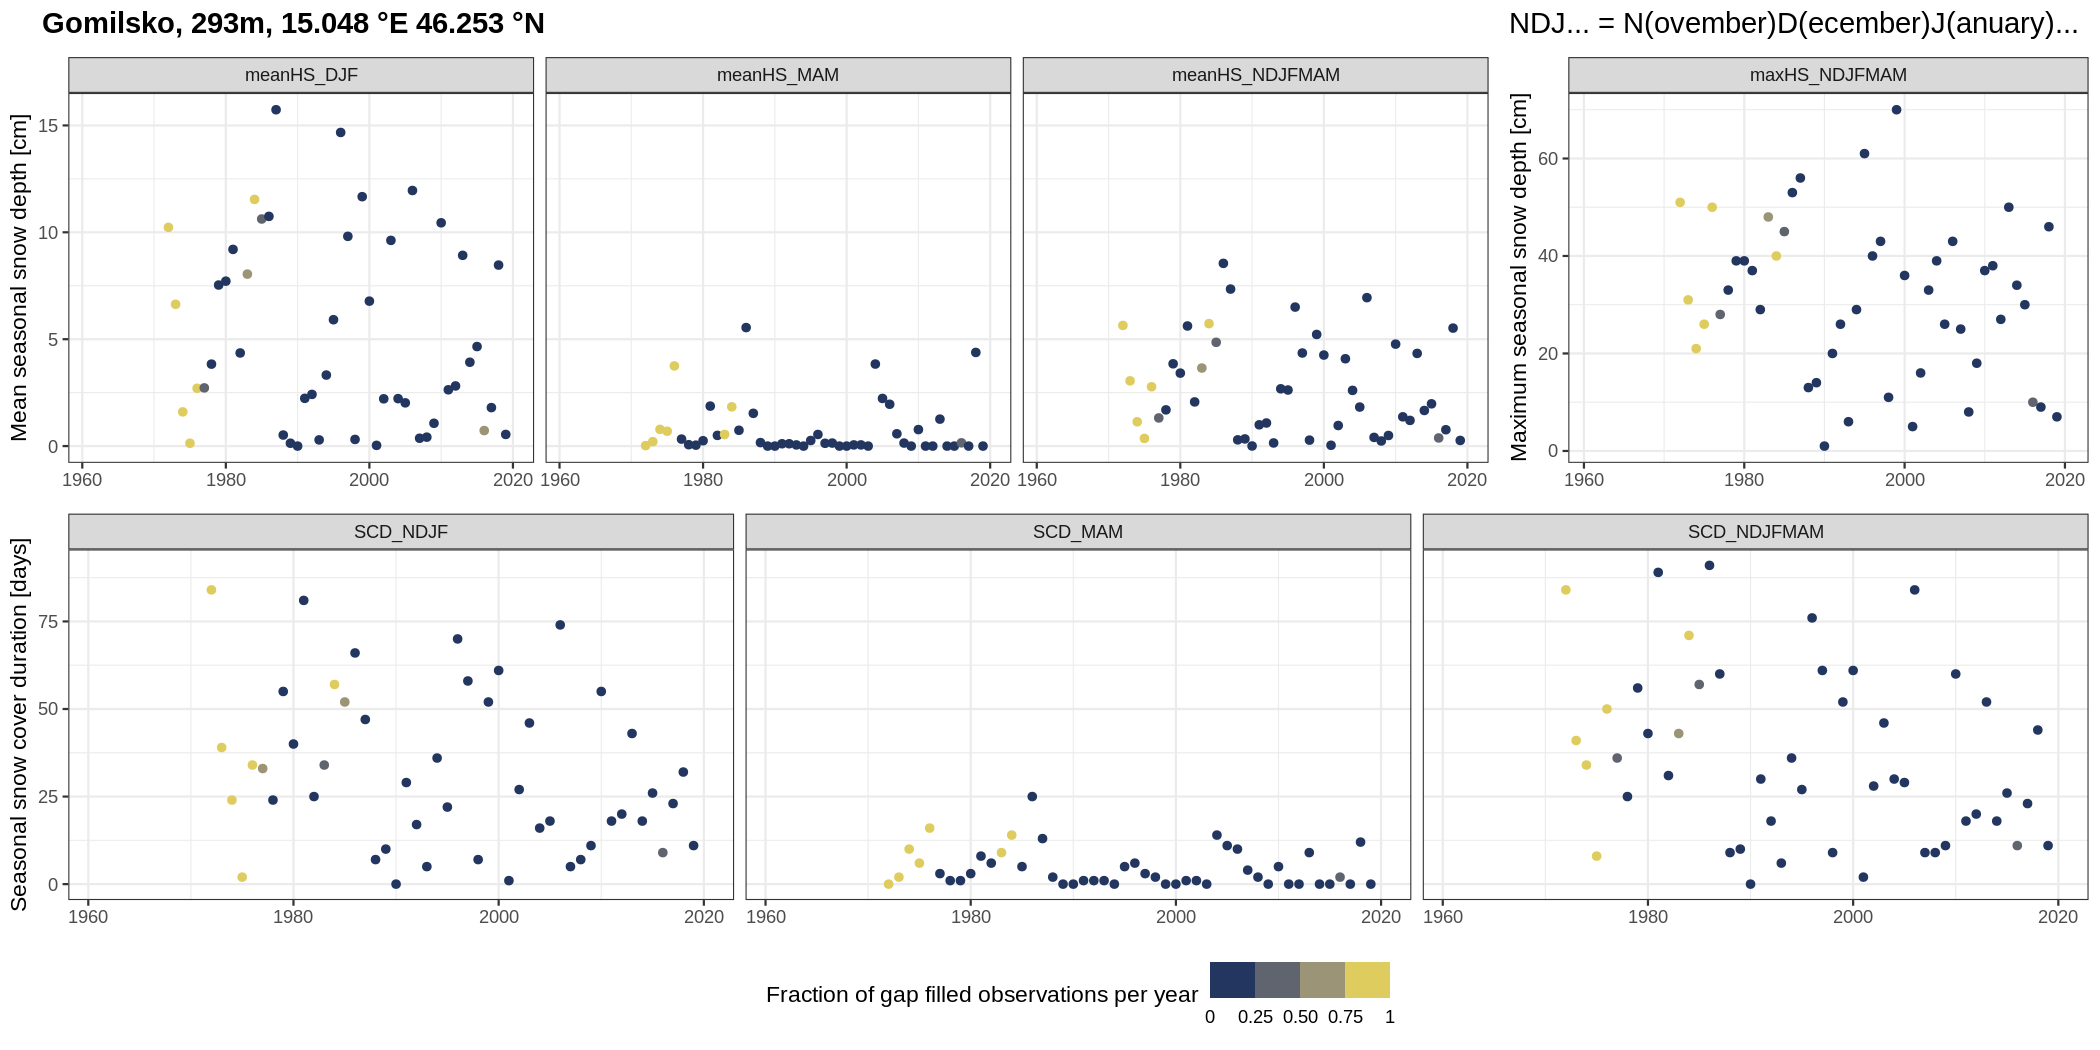 Gomilsko, 293m, 15.048 °E 46.253 °N
NDJ... = N(ovember)D(ecember)J(anuary)...
meanHS_DJF
meanHS_MAM
meanHS_NDJFMAM
maxHS_NDJFMAM
Mean seasonal snow depth [cm]
15
10
5
0
1960 1980 2000 2020
1960 1980 2000 2020
1960 1980 2000 2020
Maximum seasonal snow depth [cm]
60
40
20
0
1960 1980 2000 2020
SCD_NDJF
SCD_MAM
SCD_NDJFMAM
Seasonal snow cover duration [days]
75
50
25
0
1960 1980 2000 2020
1960 1980 2000 2020
1960 1980 2000 2020
Fraction of gap filled observations per year
0 0.25 0.50 0.75 1